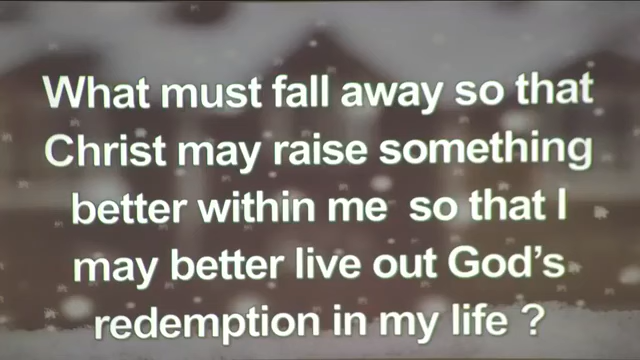 What must fall away so that
Christ may raise something
better within me so that I
may better live out God's
redemption in my life ?